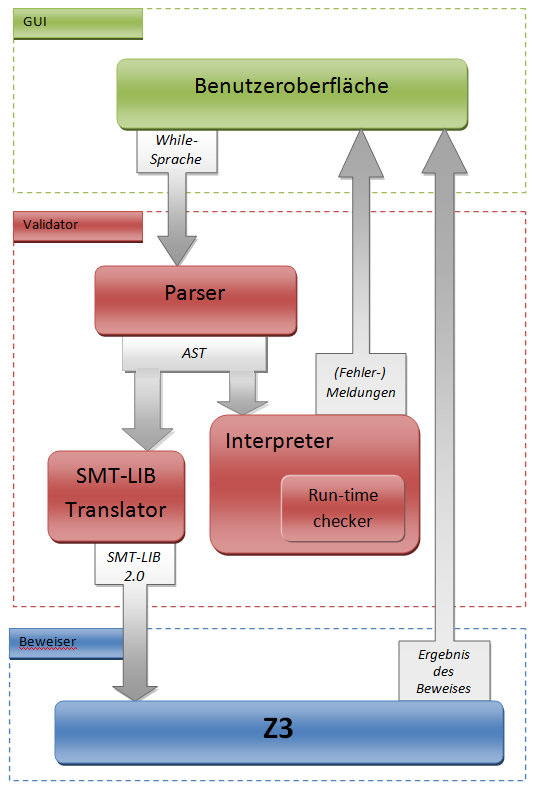 GUI
Benutzeroberfläche
While-
Sprache
Validator
Parser
AST
(Fehler-)
Meldungen
Interpreter
Run-time
checker
SMT-LIB
Translator
SMT-LIB
2.0
Beweiser
Ergebnis
des
Beweises
Z3